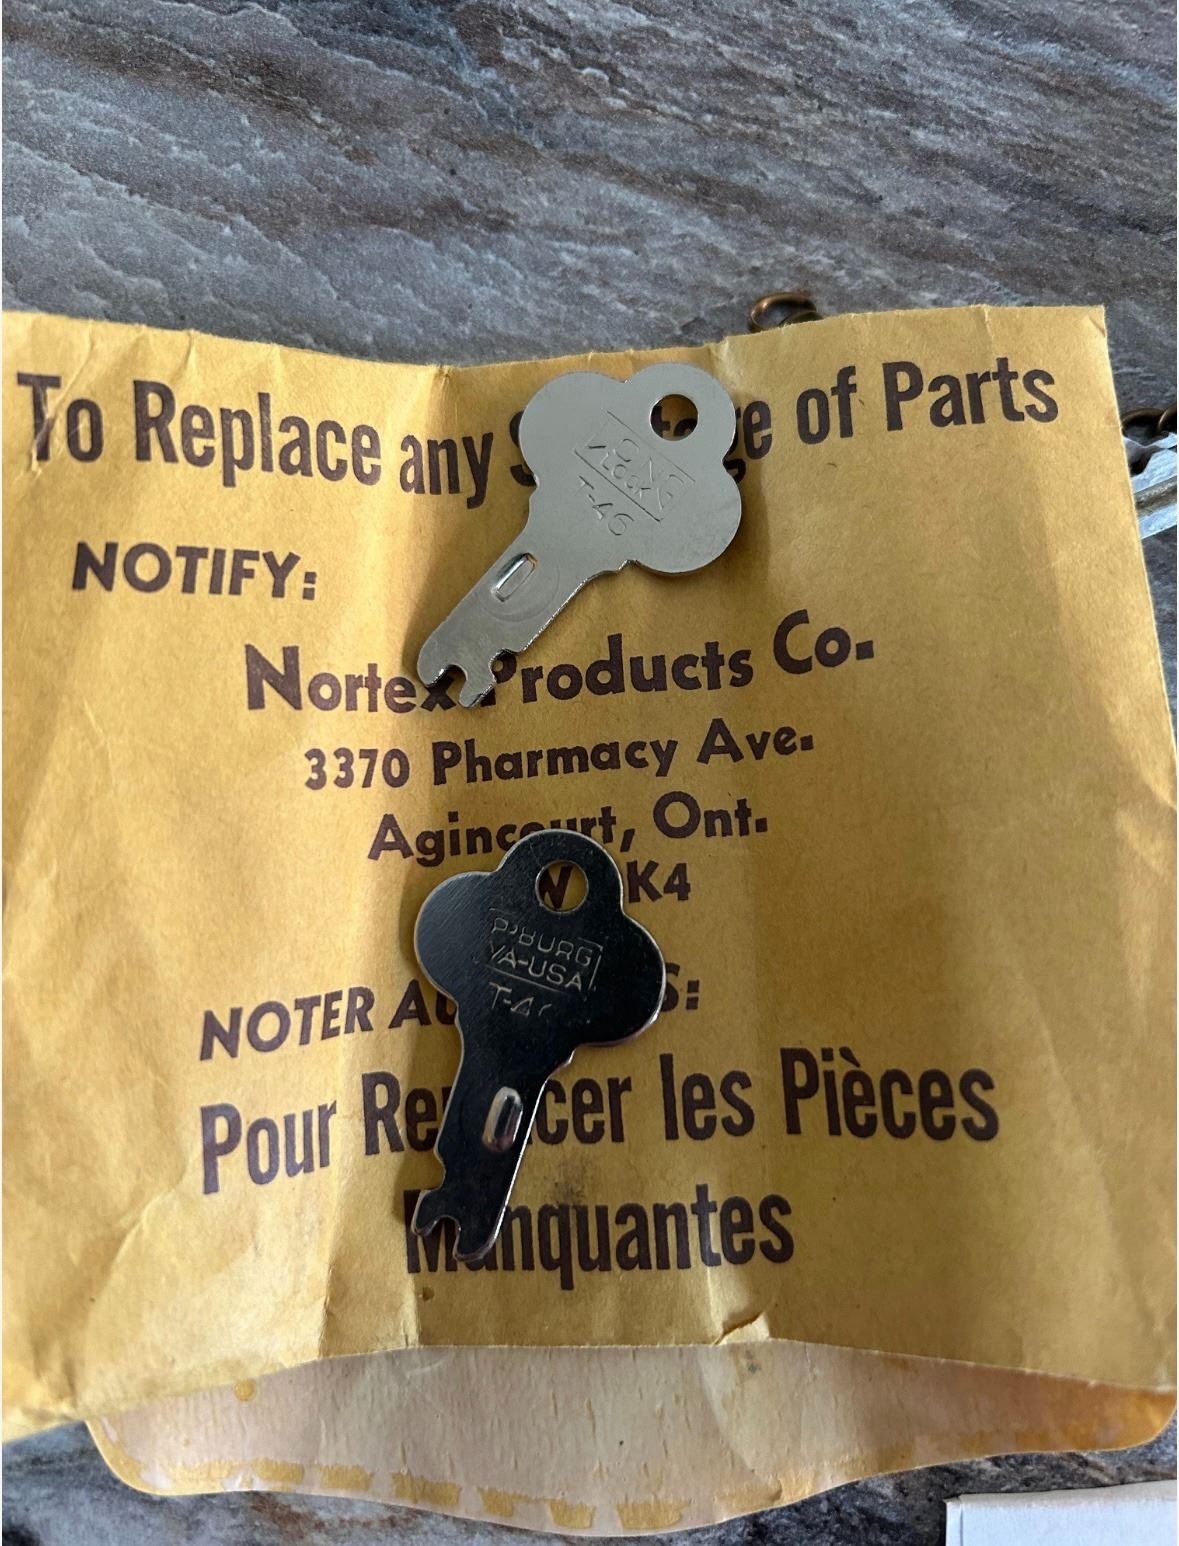 To Replace any of Parts
T-46
NOTIFY:
Nortex Products Co.
3370 Pharmacy Ave.
Agincourt, Ont.
K4
P'BURG
VA-USA
NOTER
Pour les Pièces
Manquantes